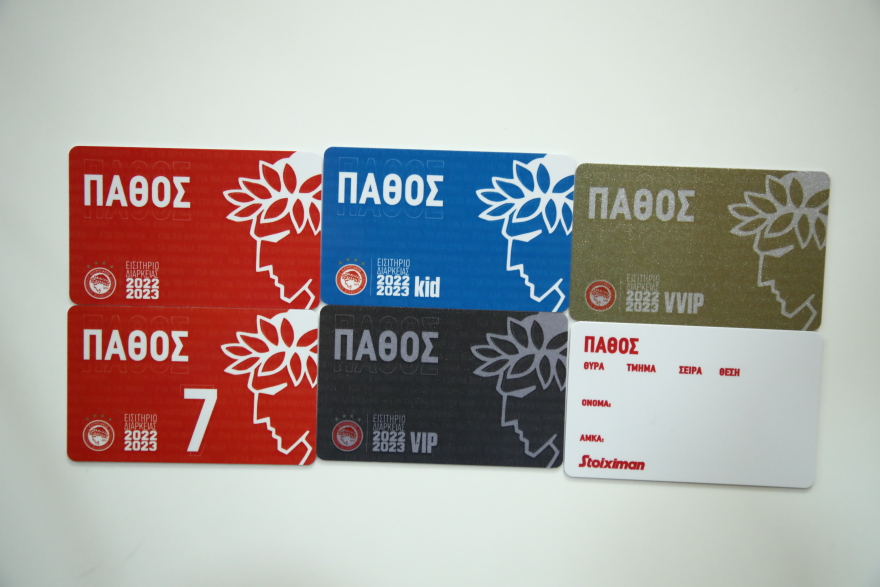 ΠΑΘΟΣ
ΕΙΣΙΤΗΡΙΟ
ΔΙΑΡΚΕΙΑΣ
2022
2023
ΠΑΘΟΣ
ΕΙΣΙΤΗΡΙΟ
ΔΙΑΡΚΕΙΑΣ
2022
2023 kid
ΠΑΘΟΣ
ΕΙΣΙΤΗΡΙΟ
ΔΙΑΡΚΕΙΑΣ
2022
2023 VVIP
ΠΑΘΟΣ
7
ΕΙΣΙΤΗΡΙΟ
ΔΙΑΡΚΕΙΑΣ
2022
2023
ΠΑΘΟΣ
ΕΙΣΙΤΗΡΙΟ
ΔΙΑΡΚΕΙΑΣ
2022
2023 VIP
ΠΑΘΟΣ
ΘΥΡΑ ΤΜΗΜΑ ΣΕΙΡΑ ΘΕΣΗ
ΟΝΟΜΑ:
ΑΜΚΑ:
Stoiximan